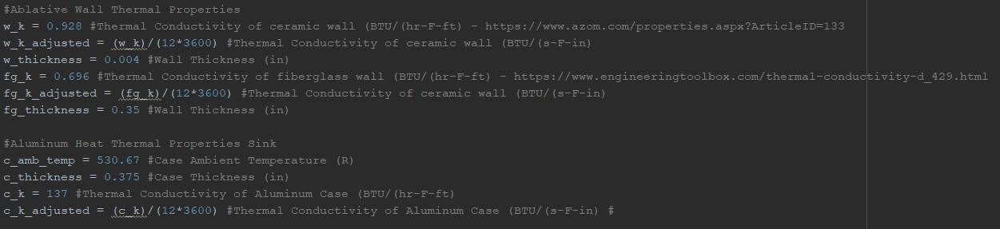 #Ablative Wall Thermal Properties
w_k = 0.928 #Thermal Conductivity of ceramic wall (BTU/(hr-F-ft) - https://www.azom.com/properties.aspx?ArticleID=133
w_k_adjusted = (w_k)/(12*3600) #Thermal Conductivity of ceramic wall (BTU/(s-F-in)
w_thickness = 0.004 #Wall Thickness (in)
fg_k = 0.696 #Thermal Conductivity of fiberglass wall (BTU/(hr-F-ft) - https://www.engineeringtoolbox.com/thermal-conductivity-d_429.html
fg_k_adjusted = (fg_k)/(12*3600) #Thermal Conductivity of ceramic wall (BTU/(s-F-in)
fg_thickness = 0.35 #Wall Thickness (in)
#Aluminum Heat Thermal Properties Sink
c_amb_temp = 530.67 #Case Ambient Temperature (R)
c_thickness = 0.375 #Case Thickness (in)
c_k = 137 #Thermal Conductivity of Aluminum Case (BTU/(hr-F-ft)
c_k_adjusted = (c_k)/(12*3600) #Thermal Conductivity of Aluminum Case (BTU/(s-F-in) #